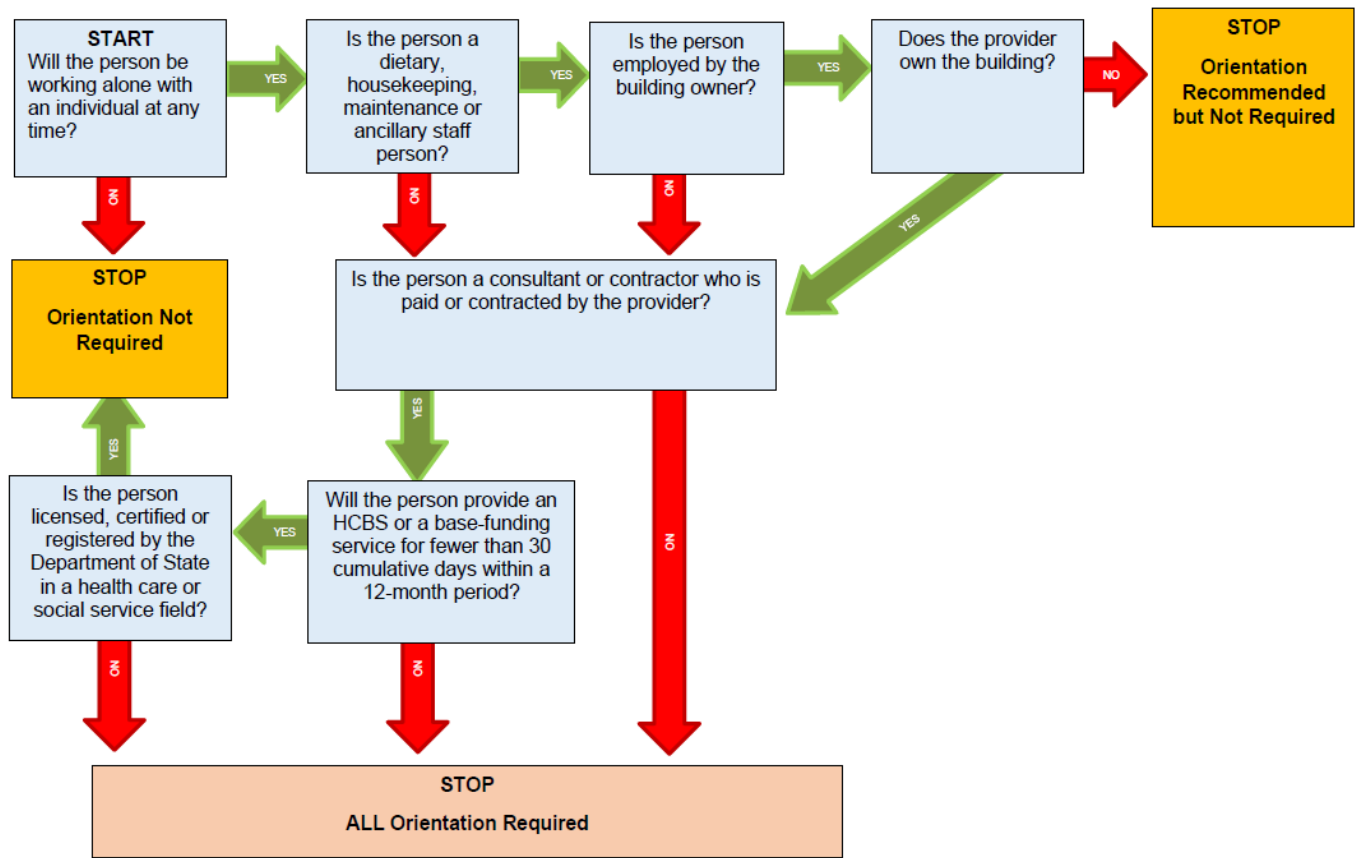 START
Will the person be
working alone with
an individual at any
time?
YES
Is the person a
dietary,
housekeeping,
maintenance or
ancillary staff
person?
YES
Is the person
employed by the
building owner?
YES
Does the provider
own the building?
NO
STOP
Orientation
Recommended
but Not Required
NO
NO
NO
YES
STOP
Orientation Not
Required
Is the person a consultant or contractor who is
paid or contracted by the provider?
YES
YES
NO
Is the person
licensed, certified or
registered by the
Department of State
in a health care or
social service field?
YES
Will the person provide an
HCBS or a base-funding
service for fewer than 30
cumulative days within a
12-month period?
NO
NO
STOP
ALL Orientation Required